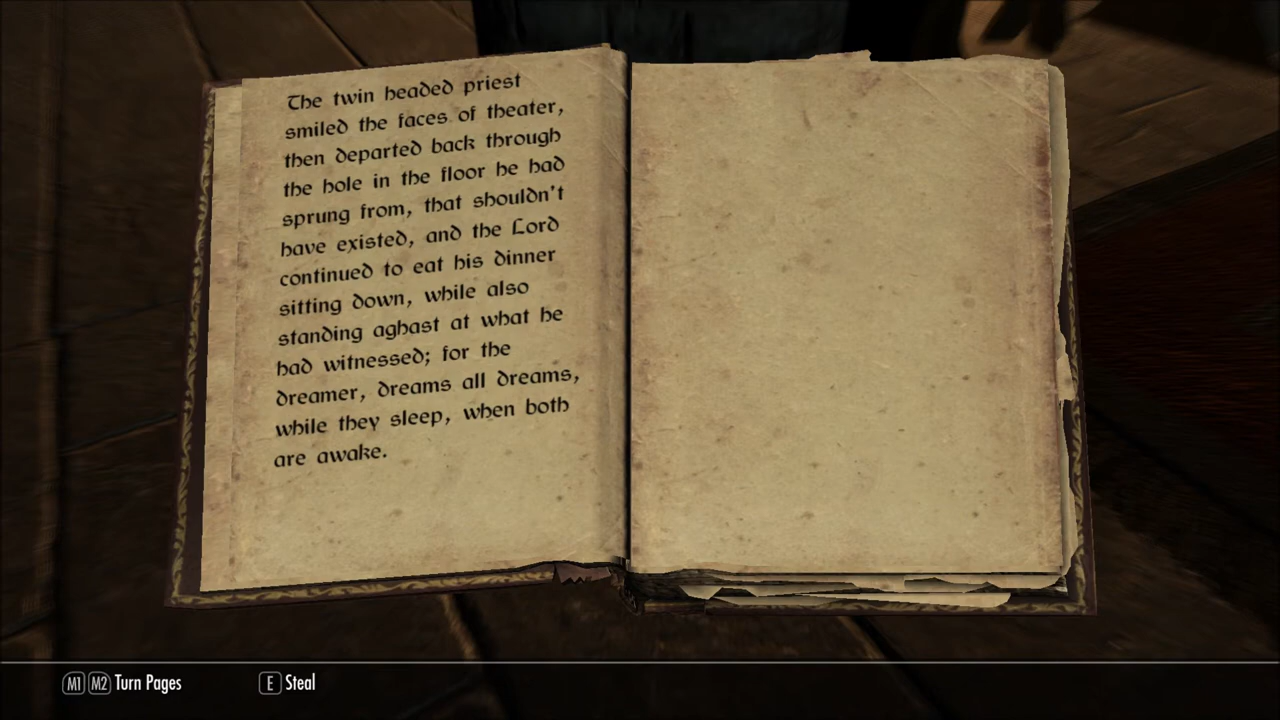 The twin headed priest
smiled the faces of theater,
then departed back through
the hole in the floor he had
sprung from, that shouldn't
have existed, and the Lord
continued to eat his dinner
sitting down, while also
standing aghast at what he
had witnessed; for the
dreamer, dreams all dreams,
while they sleep, when both
are awake.
M1 M2 Turn Pages
E Steal